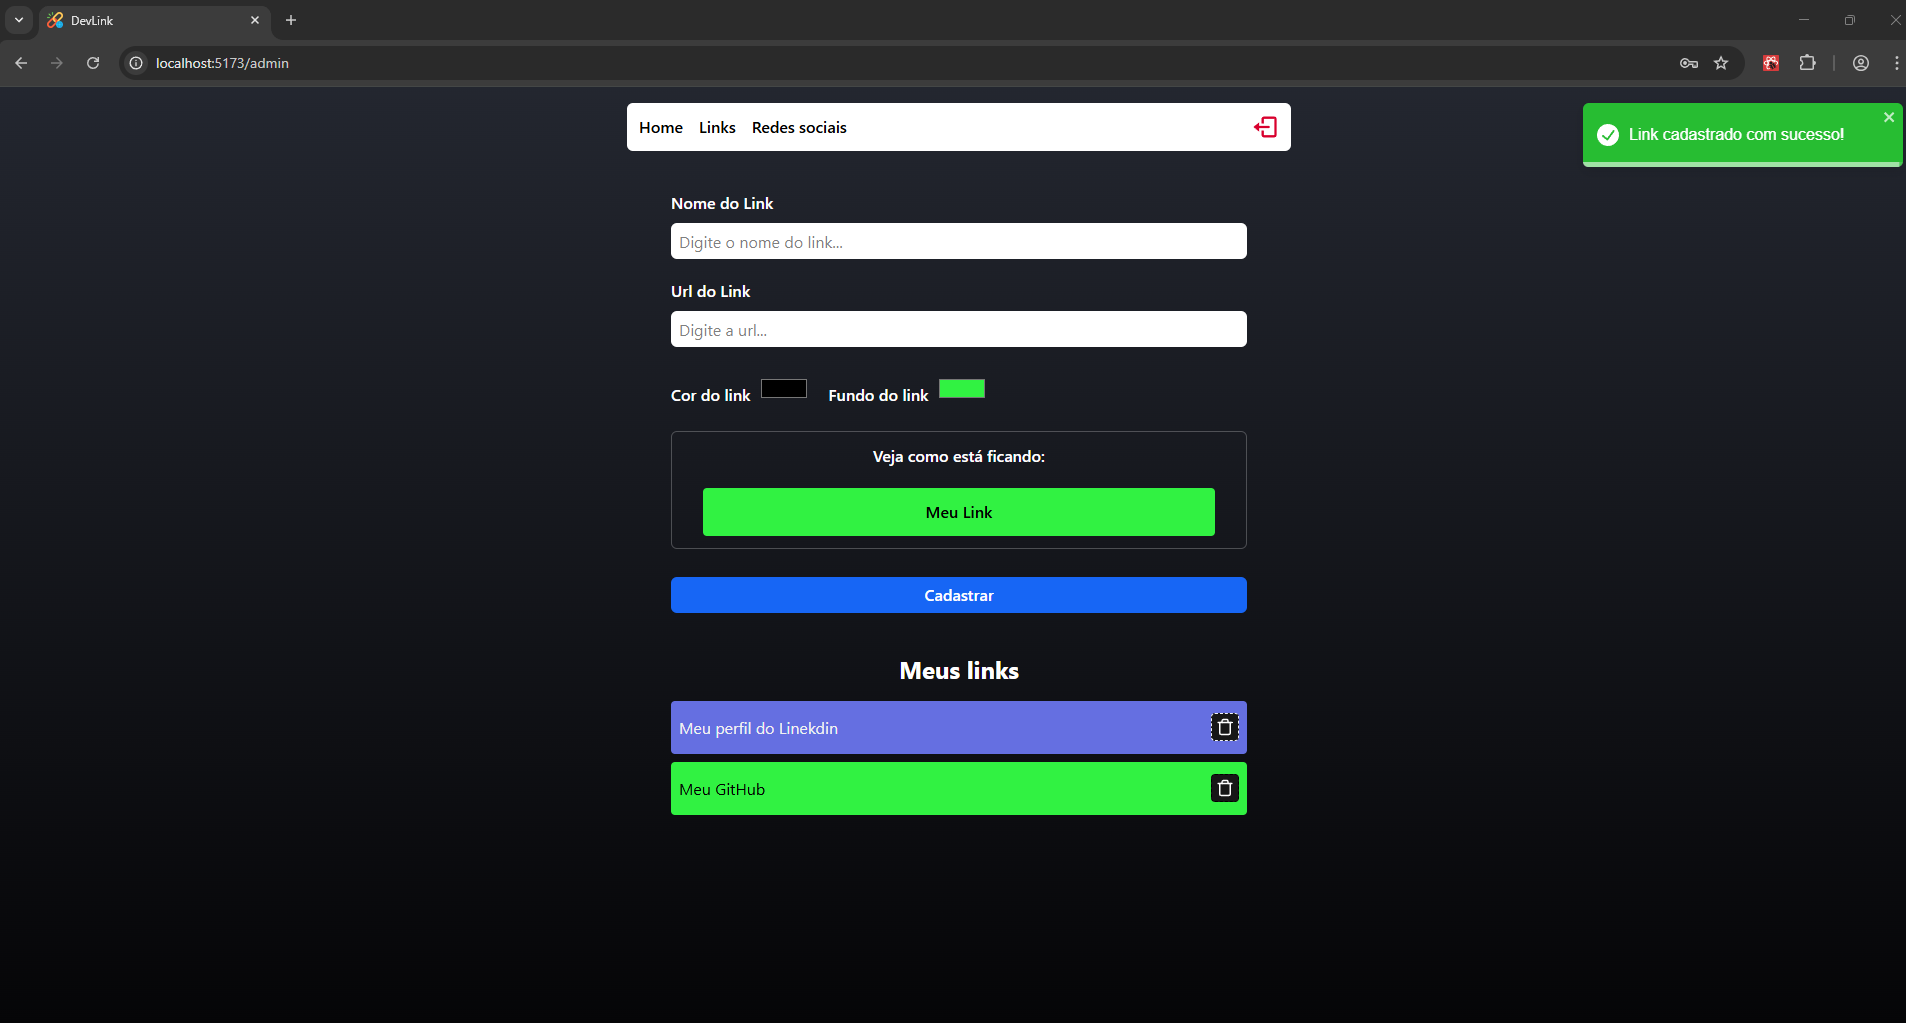 DevLink
localhost:5173/admin
Home Links Redes sociais
Link cadastrado com sucesso!
Nome do Link
Digite o nome do link...
Url do Link
Digite a url...
Cor do link Fundo do link
Veja como está ficando:
Meu Link
Cadastrar
Meus links
Meu perfil do Linekdin
Meu GitHub